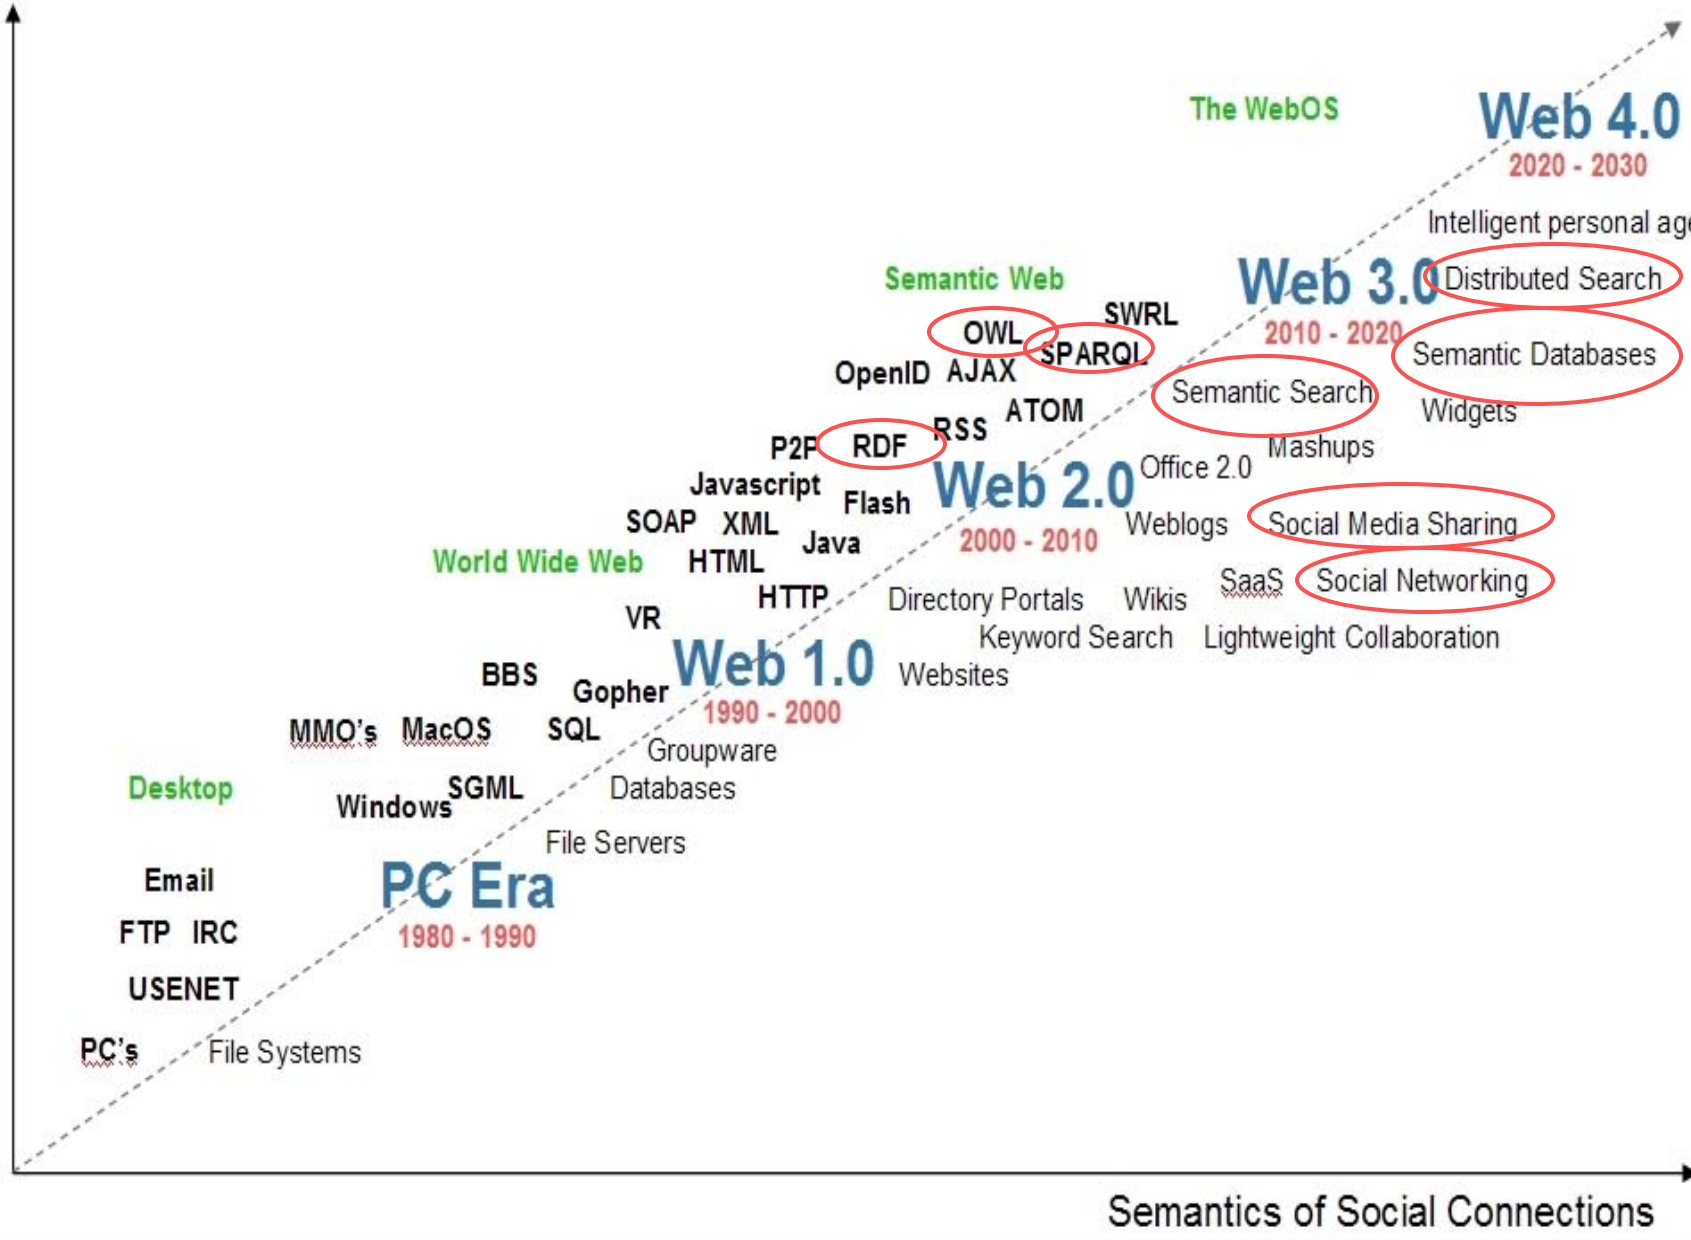 The WebOS
Web 4.0
2020 - 2030
Intelligent personal age
Semantic Web
Web 3.0
Distributed Search
2010 - 2020
SWRL
OWL
SPARQL
Semantic Databases
OpenID AJAX
Semantic Search
ATOM
Widgets
RSS
P2P RDF
Mashups
Office 2.0
Web 2.0
2000 - 2010
Javascript
Flash
SOAP XML
Java
Weblogs
Social Media Sharing
World Wide Web
HTML
SaaS
Social Networking
HTTP
Directory Portals
Wikis
VR
Keyword Search
Lightweight Collaboration
Web 1.0
1990 - 2000
Websites
BBS
Gopher
MMO's
MacOS
SQL
Groupware
Desktop
SGML
Windows
Databases
File Servers
PC Era
1980 - 1990
Email
FTP IRC
USENET
PC's
File Systems
Semantics of Social Connections